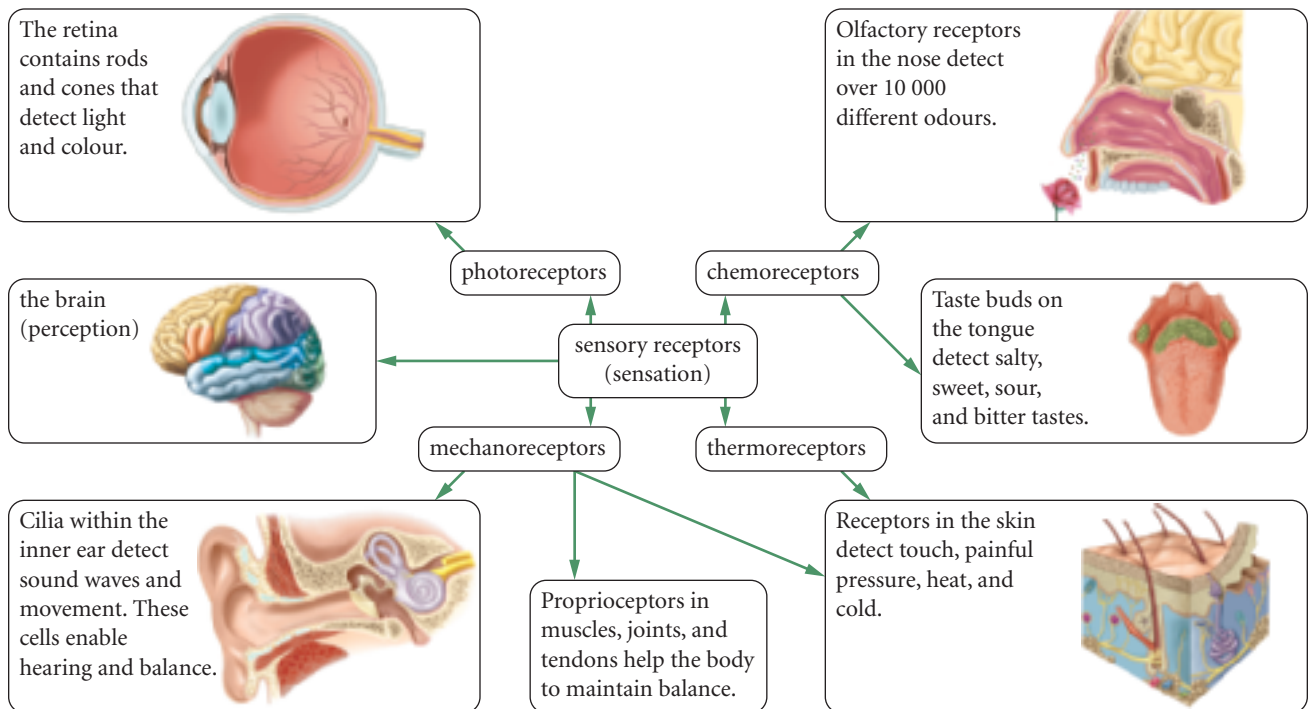 The retina
contains rods
and cones that
detect light
and colour.
Olfactory receptors
in the nose detect
over 10 000
different odours.
photoreceptors
chemoreceptors
the brain
(perception)
sensory receptors
(sensation)
Taste buds on
the tongue
detect salty,
sweet, sour,
and bitter tastes.
mechanoreceptors
thermoreceptors
Cilia within the
inner ear detect
sound waves and
movement. These
cells enable
hearing and balance.
Proprioceptors in
muscles, joints, and
tendons help the body
to maintain balance.
Receptors in the skin
detect touch, painful
pressure, heat, and
cold.